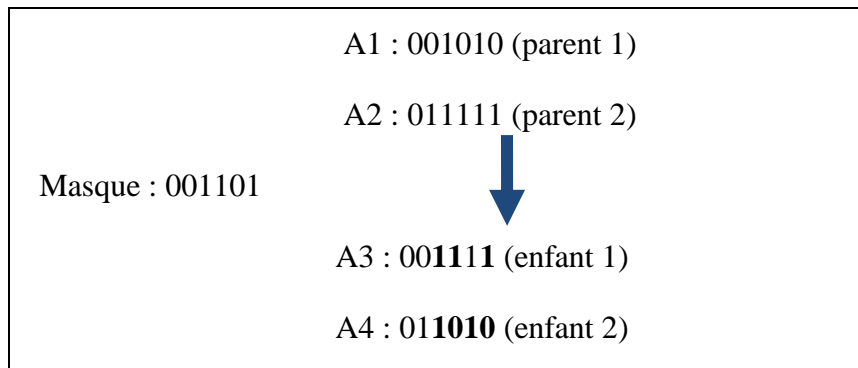 A1 : 001010 (parent 1)
A2 : 011111 (parent 2)
Masque : 001101
A3 : 001111 (enfant 1)
A4 : 011010 (enfant 2)